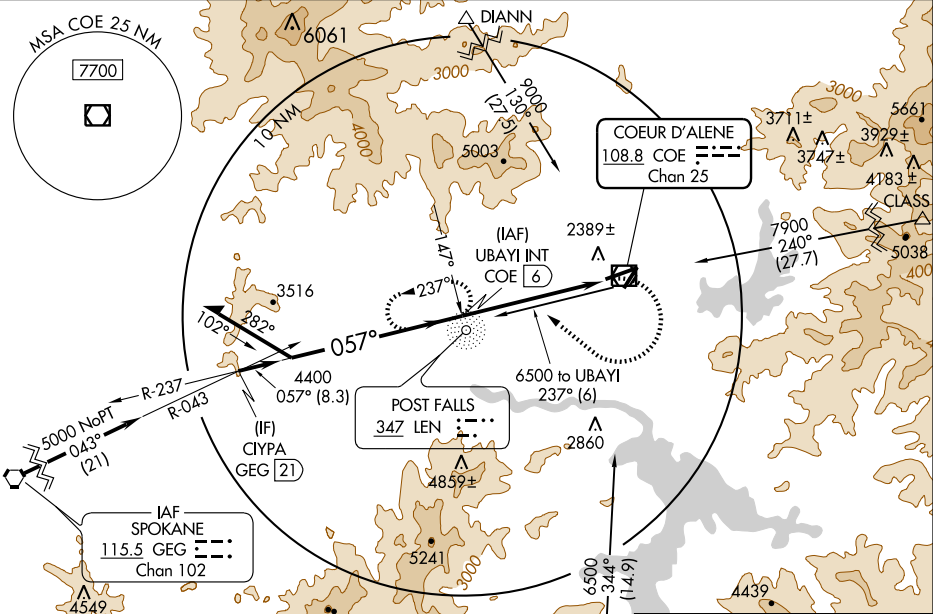 MSA COE 25 NM
7700
6061
DIANN
3000
4000
10 NM
9000
130°
(27.5)
5003
COEUR D'ALENE
108.8 COE
Chan 25
3000
5661
3711±
3747±
3929±
4183±
CLASS
7900
240°
(27.7)
5038
4000
147°
(IAF)
UBAYI INT
COE 6
2389±
237°
3516
102°
282°
057°
R-237
R-043
4400
057° (8.3)
6500 to UBAYI
237° (6)
5000 NoPT
043°
(21)
(IF)
CIYPA
GEG 21
POST FALLS
347 LEN
2860
4859±
IAF
SPOKANE
115.5 GEG
Chan 102
5241
3000
6500
344°
(14.9)
4549
4439